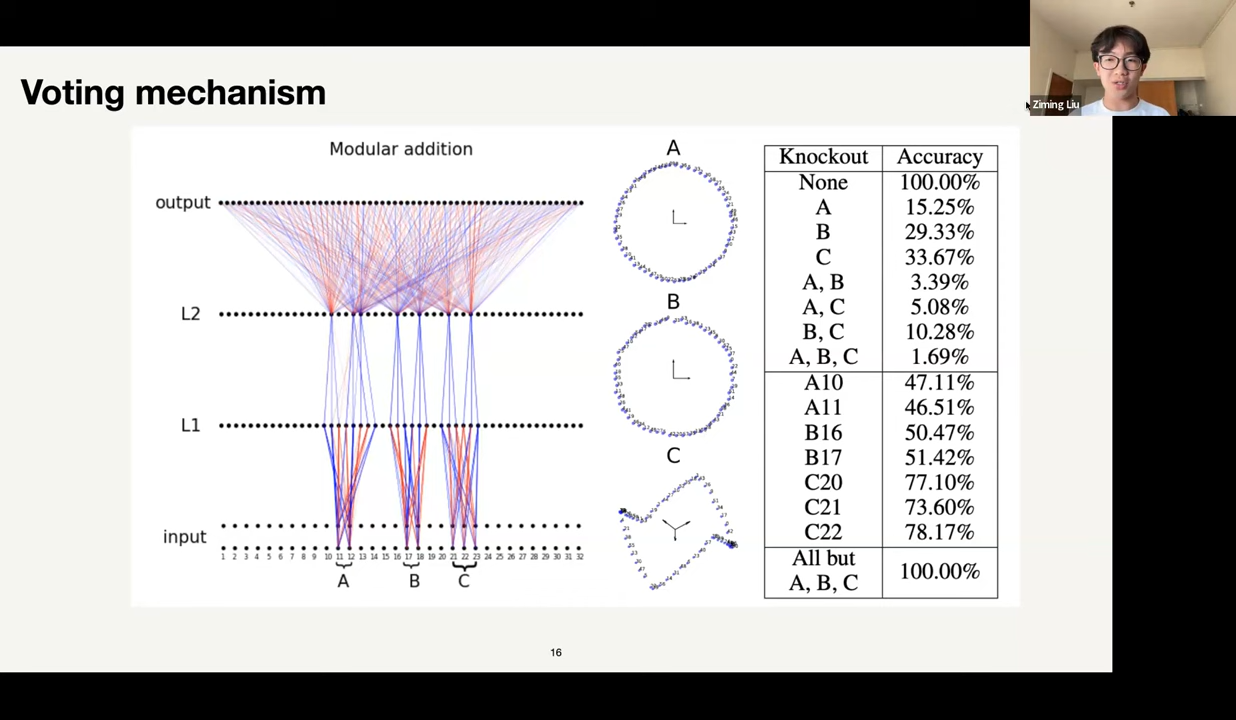 Ziming Liu
Voting mechanism
Modular addition
output
L2
L1
input
1 2 3 4 5 6 7 8 9 10 11 12 13 14 15 16 17 18 19 20 21 22 23 24 25 26 27 28 29 30 31 32
A B C
A
B
C
Knockout Accuracy
None 100.00%
A 15.25%
B 29.33%
C 33.67%
A, B 3.39%
A, C 5.08%
B, C 10.28%
A, B, C 1.69%
A10 47.11%
A11 46.51%
B16 50.47%
B17 51.42%
C20 77.10%
C21 73.60%
C22 78.17%
All but
A, B, C 100.00%
16